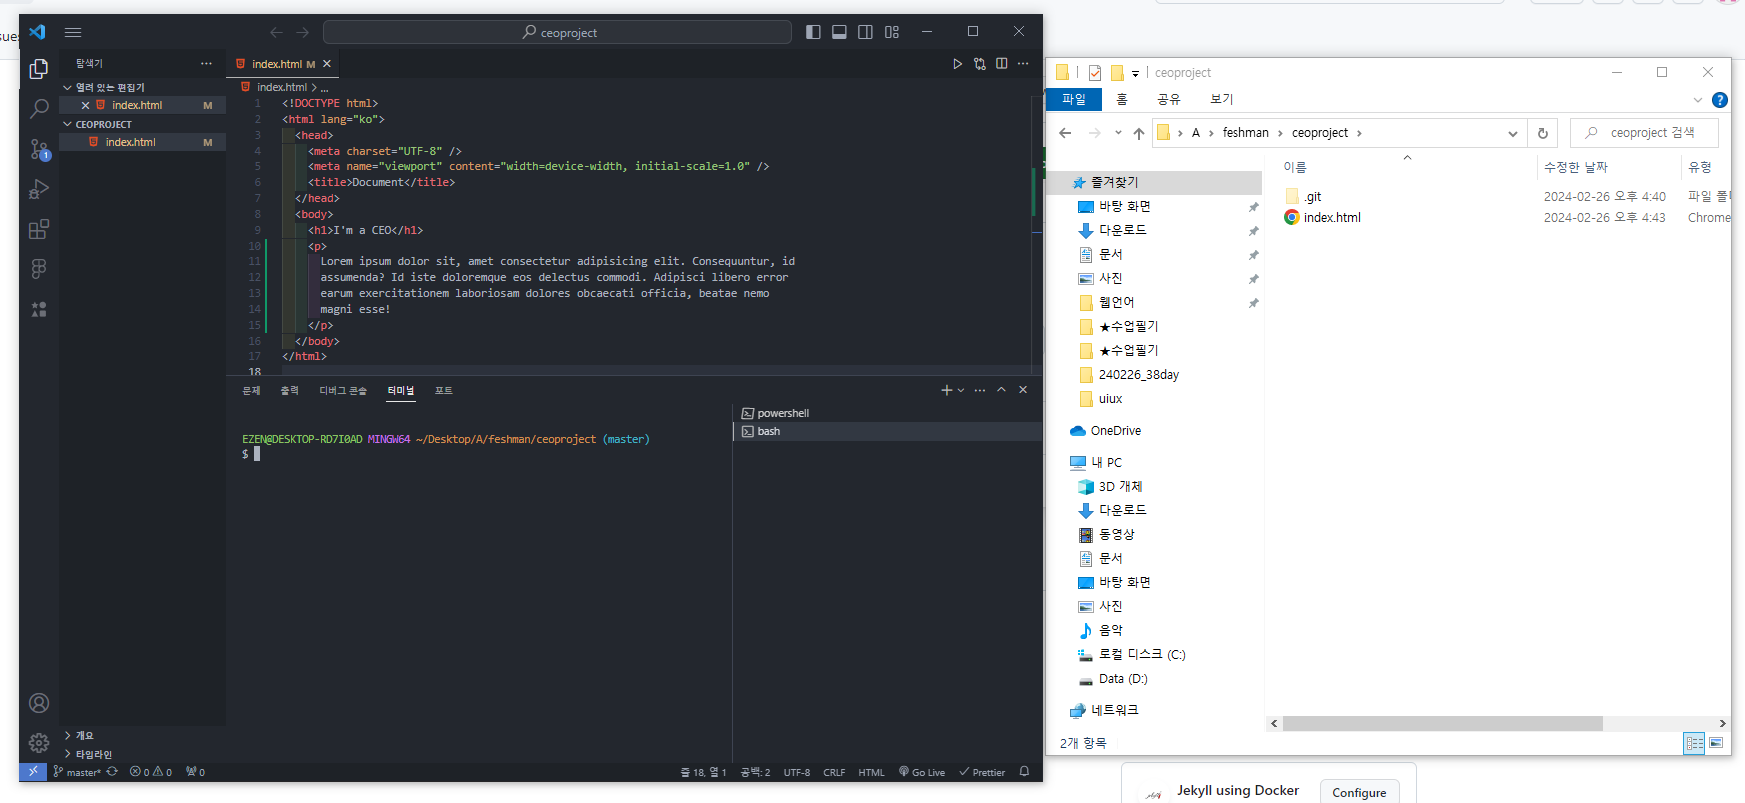 sue
ceoproject
탐색기
열려 있는 편집기
index.html M
CEOPROJECT
index.html M
개요
타임라인
index.html M
index.html > ...
1 <!DOCTYPE html>
2 <html lang="ko">
3 <head>
4 <meta charset="UTF-8" />
5 <meta name="viewport" content="width=device-width, initial-scale=1.0" />
6 <title>Document</title>
7 </head>
8 <body>
9 <h1>I'm a CEO</h1>
10 <p>
11 Lorem ipsum dolor sit, amet consectetur adipisicing elit. Consequuntur, id
12 assumenda? Id iste doloremque eos delectus commodi. Adipisci libero error
13 earum exercitationem laboriosam dolores obcaecati officia, beatae nemo
14 magni esse!
15 </p>
16 </body>
17 </html>
18
문제 출력 디버그 콘솔 터미널 포트
EZEN@DESKTOP-RD7I0AD MINGW64 ~/Desktop/A/feshman/ceoproject (master)
$
powershell
bash
1
master* 0 0 0
줄 18, 열 1 공백: 2 UTF-8 CRLF HTML Go Live Prettier
ceoproject
파일 홈 공유 보기
A > feshman > ceoproject >
ceoproject 검색
즐겨찾기
바탕 화면
다운로드
문서
사진
웹언어
★수업필기
★수업필기
240226_38day
uiux
OneDrive
내 PC
3D 개체
다운로드
동영상
문서
바탕 화면
사진
음악
로컬 디스크 (C:)
Data (D:)
네트워크
이름 수정한 날짜 유형
.git 2024-02-26 오후 4:40 파일
index.html 2024-02-26 오후 4:43 Chrome
2개 항목
Jekyll using Docker
Configure